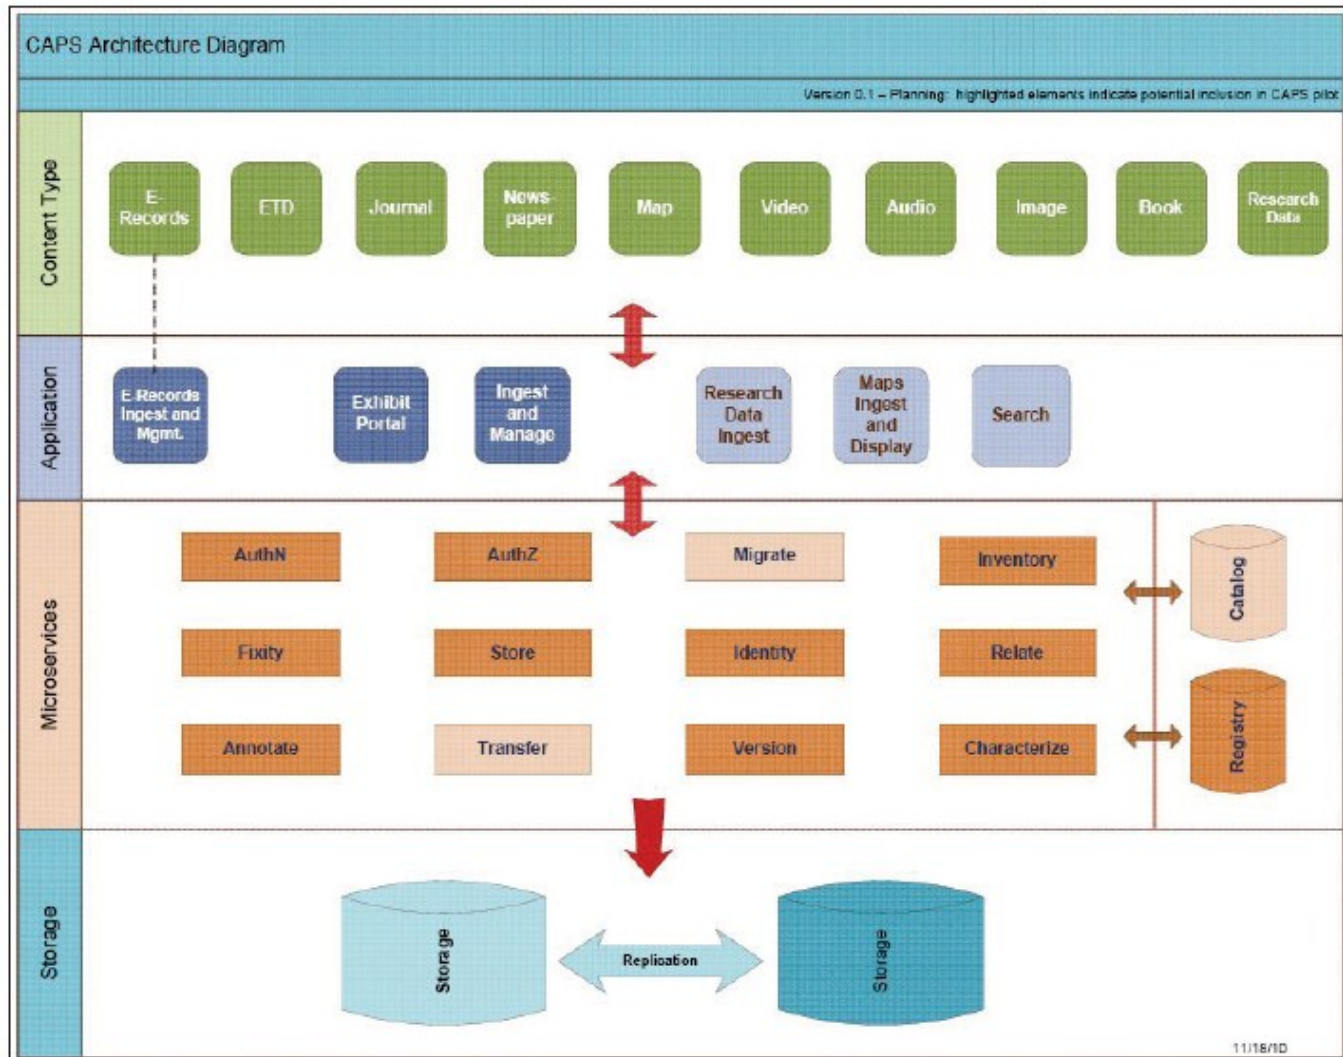 CAPS Architecture Diagram
Version 0.1 – Planning: highlighted elements indicate potential inclusion in CAPS pilot
Content Type
E-
Records
ETD
Journal
News-
paper
Map
Video
Audio
Image
Book
Research
Data
Application
E-Records
Ingest and
Mgmt.
Exhibit
Portal
Ingest
and
Manage
Research
Data
Ingest
Maps
Ingest
and
Display
Search
Microservices
AuthN
AuthZ
Migrate
Inventory
Catalog
Fixity
Store
Identity
Relate
Annotate
Transfer
Version
Characterize
Registry
Storage
Storage
Replication
Storage
11/18/10